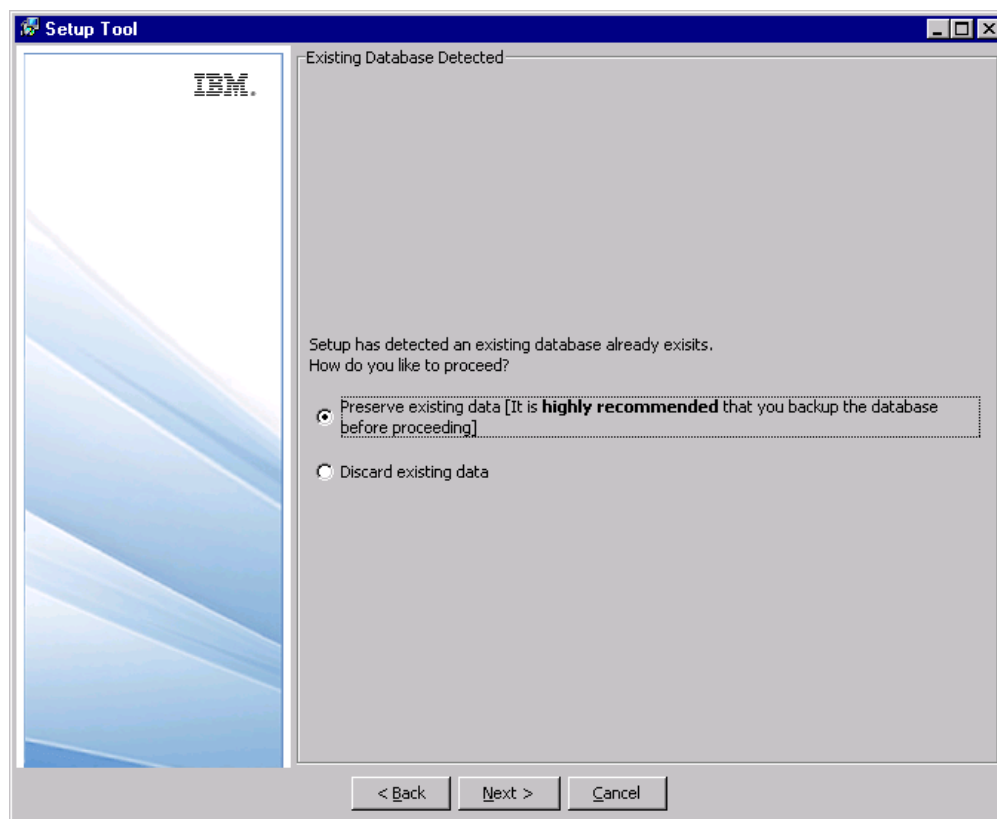 Setup Tool
IBM.
Existing Database Detected
Setup has detected an existing database already exisits.
How do you like to proceed?
Preserve existing data [It is highly recommended that you backup the database
before proceeding]
Discard existing data
< Back
Next >
Cancel